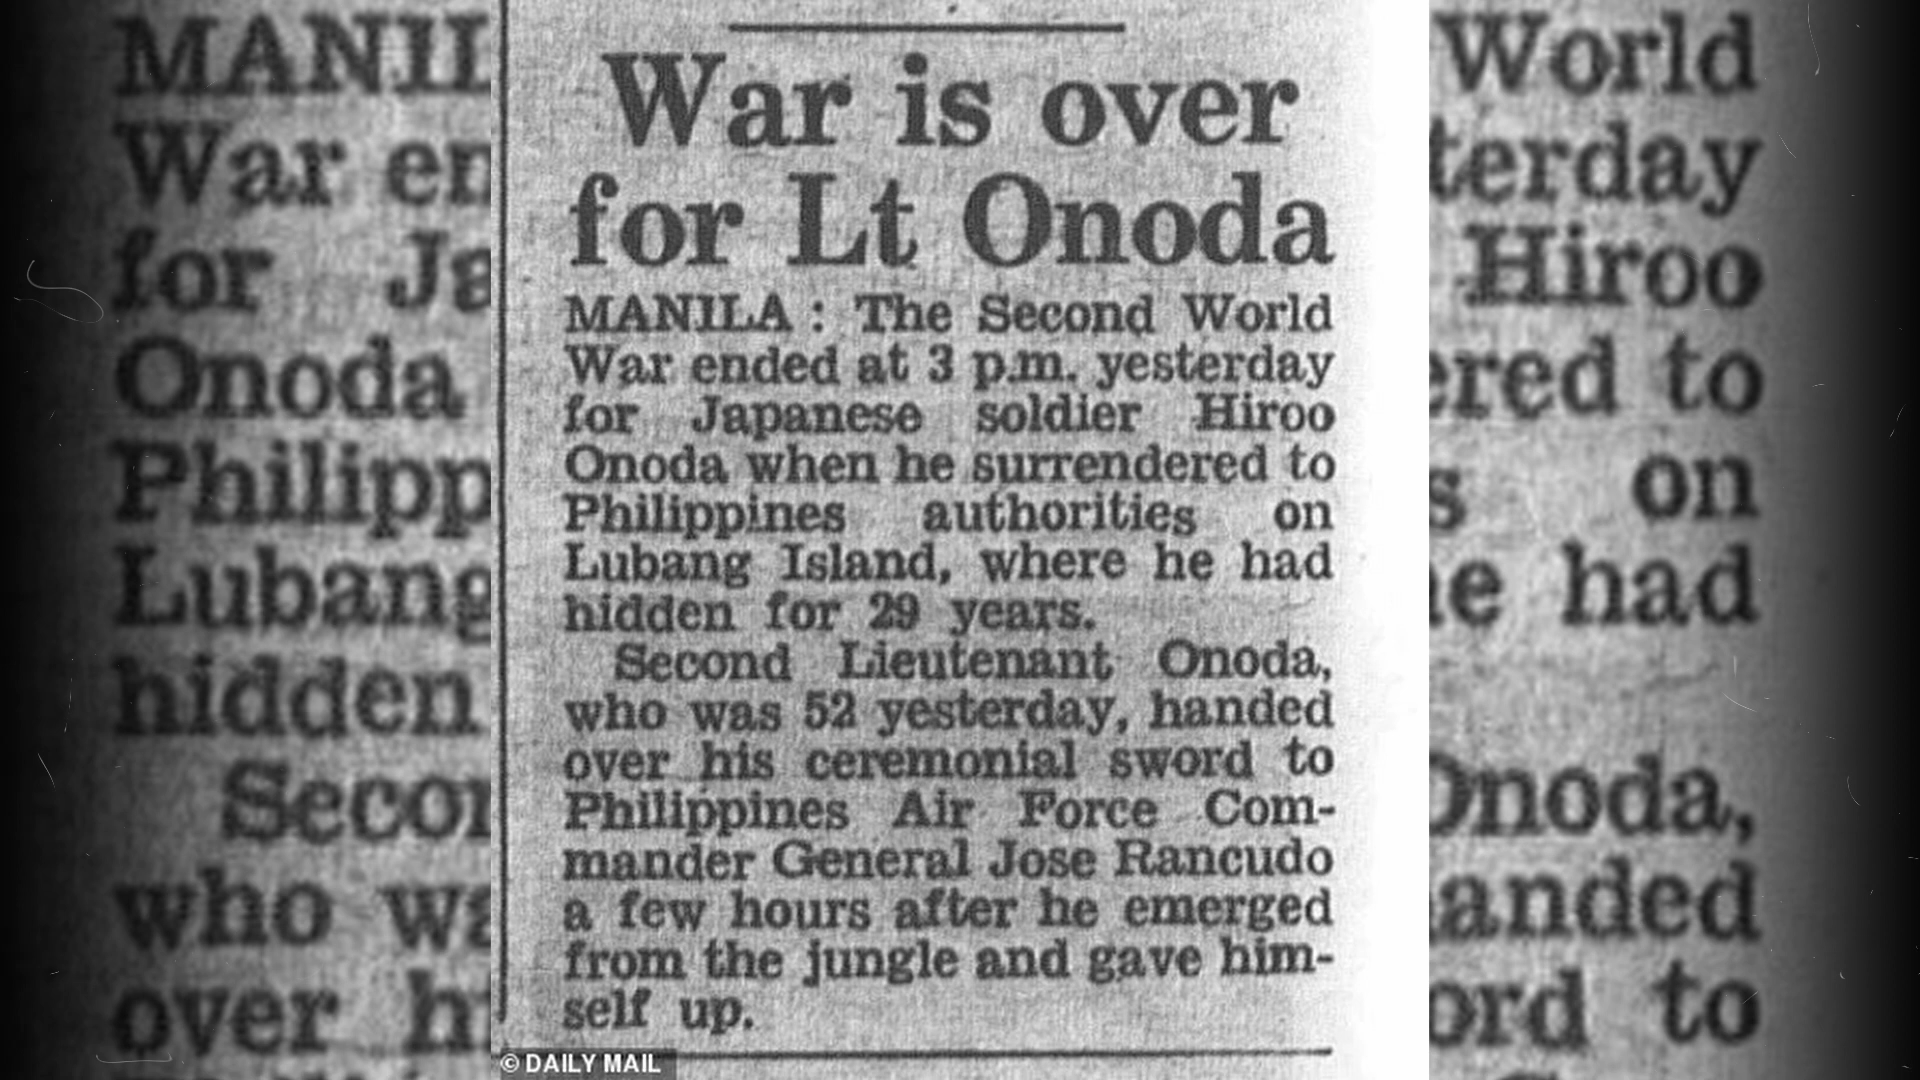 War is over
for Lt Onoda
MANILA : The Second World
War ended at 3 p.m. yesterday
for Japanese soldier Hiroo
Onoda when he surrendered to
Philippines authorities on
Lubang Island, where he had
hidden for 29 years.
Second Lieutenant Onoda,
who was 52 yesterday, handed
over his ceremonial sword to
Philippines Air Force Com-
mander General Jose Rancudo
a few hours after he emerged
from the jungle and gave him-
self up.
© DAILY MAIL